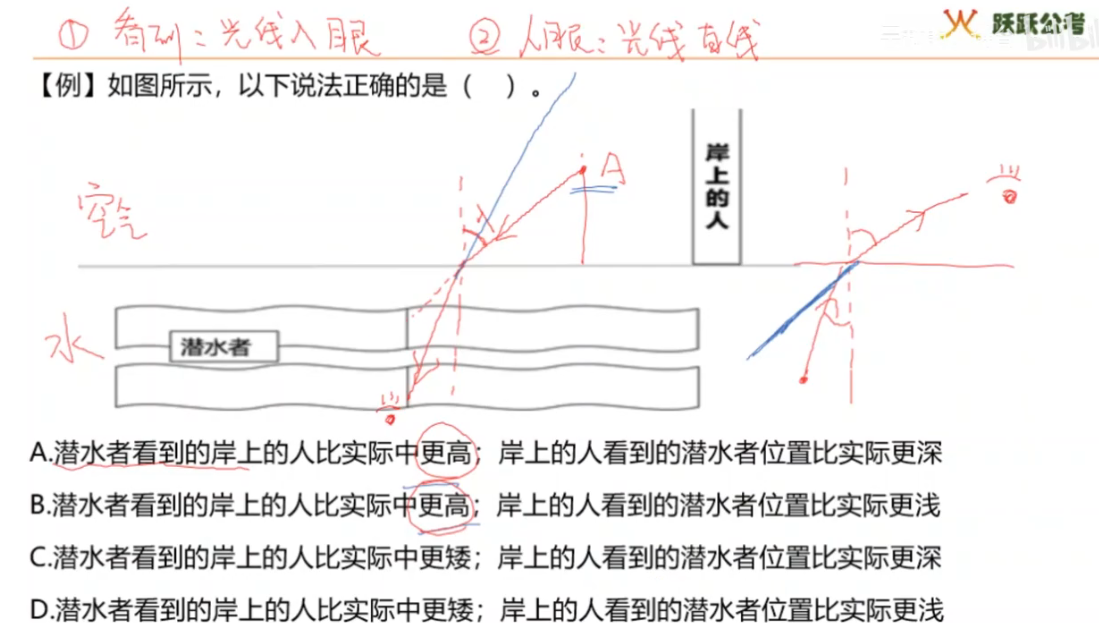 ① 看到：光线入眼 ② 人眼：光线直线
跃跃公考
【例】如图所示，以下说法正确的是（ ）。
A
岸上的人
空气
水
潜水者
A.潜水者看到的岸上的人比实际中更高；岸上的人看到的潜水者位置比实际更深
B.潜水者看到的岸上的人比实际中更高；岸上的人看到的潜水者位置比实际更浅
C.潜水者看到的岸上的人比实际中更矮；岸上的人看到的潜水者位置比实际更深
D.潜水者看到的岸上的人比实际中更矮；岸上的人看到的潜水者位置比实际更浅